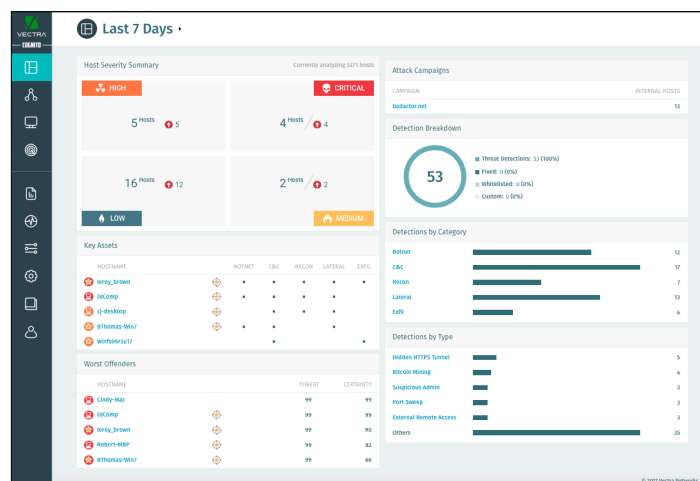 VECTRA
COGNITO
Last 7 Days
Host Severity Summary
Currently analyzing 3271 hosts
HIGH
CRITICAL
5 Hosts 5
4 Hosts 4
16 Hosts 12
2 Hosts 2
LOW
MEDIUM
Key Assets
HOSTNAME BOTNET C&C RECON LATERAL EXFIL
leroy_brown
DJComp
cj-desktop
BThomas-Win7
winfs06r3u17
Worst Offenders
HOSTNAME THREAT CERTAINTY
Cindy-Mac 99 99
DJComp 99 99
leroy_brown 99 90
Robert-MBP 99 82
BThomas-Win7 99 66
Attack Campaigns
CAMPAIGN INTERNAL HOSTS
badactor.net 13
Detection Breakdown
53
Threat Detections: 53 (100%)
Fixed: 0 (0%)
Whitelisted: 0 (0%)
Custom: 0 (0%)
Detections by Category
Botnet 12
C&C 17
Recon 7
Lateral 13
Exfil 4
Detections by Type
Hidden HTTPS Tunnel 5
Bitcoin Mining 4
Suspicious Admin 3
Port Sweep 3
External Remote Access 3
Others 35
Vectra Networks